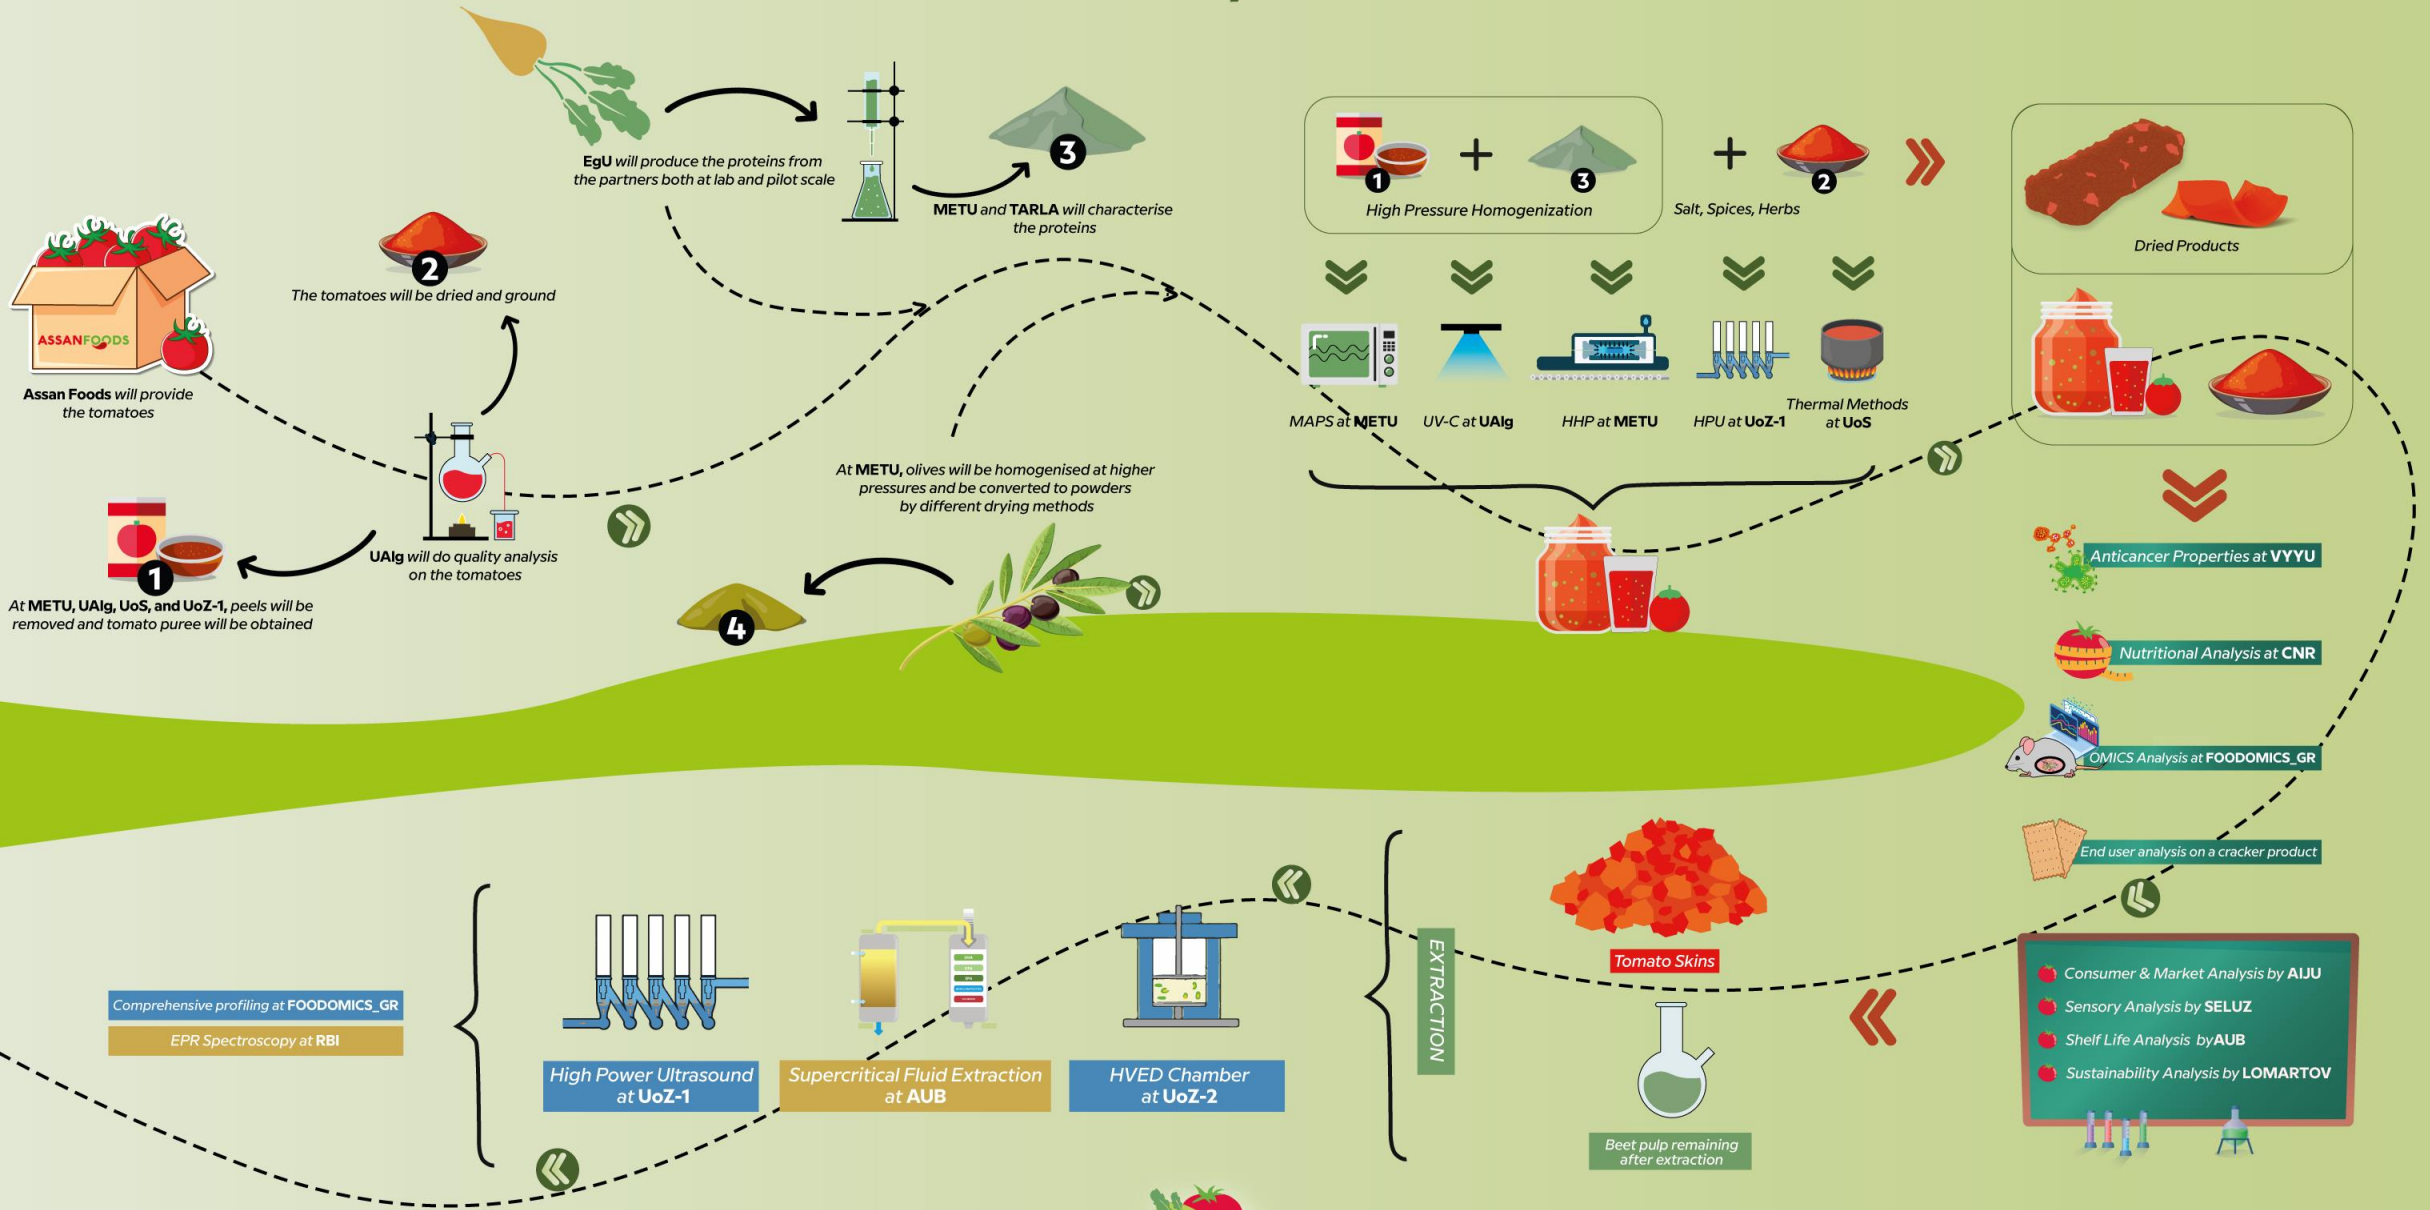 ASSANFOODS
Assan Foods will provide
the tomatoes
2
The tomatoes will be dried and ground
UAlg will do quality analysis
on the tomatoes
1
At METU, UAlg, UoS, and UoZ-1, peels will be
removed and tomato puree will be obtained
EgU will produce the proteins from
the partners both at lab and pilot scale
3
METU and TARLA will characterise
the proteins
At METU, olives will be homogenised at higher
pressures and be converted to powders
by different drying methods
4
1
+
3
High Pressure Homogenization
+
2
Salt, Spices, Herbs
Dried Products
MAPS at METU
UV-C at UAlg
HHP at METU
HPU at UoZ-1
Thermal Methods
at UoS
Anticancer Properties at VYYU
Nutritional Analysis at CNR
OMICS Analysis at FOODOMICS_GR
End user analysis on a cracker product
Consumer & Market Analysis by AIJU
Sensory Analysis by SELUZ
Shelf Life Analysis byAUB
Sustainability Analysis by LOMARTOV
Tomato Skins
Beet pulp remaining
after extraction
EXTRACTION
HVED Chamber
at UoZ-2
Supercritical Fluid Extraction
at AUB
High Power Ultrasound
at UoZ-1
Comprehensive profiling at FOODOMICS_GR
EPR Spectroscopy at RBI